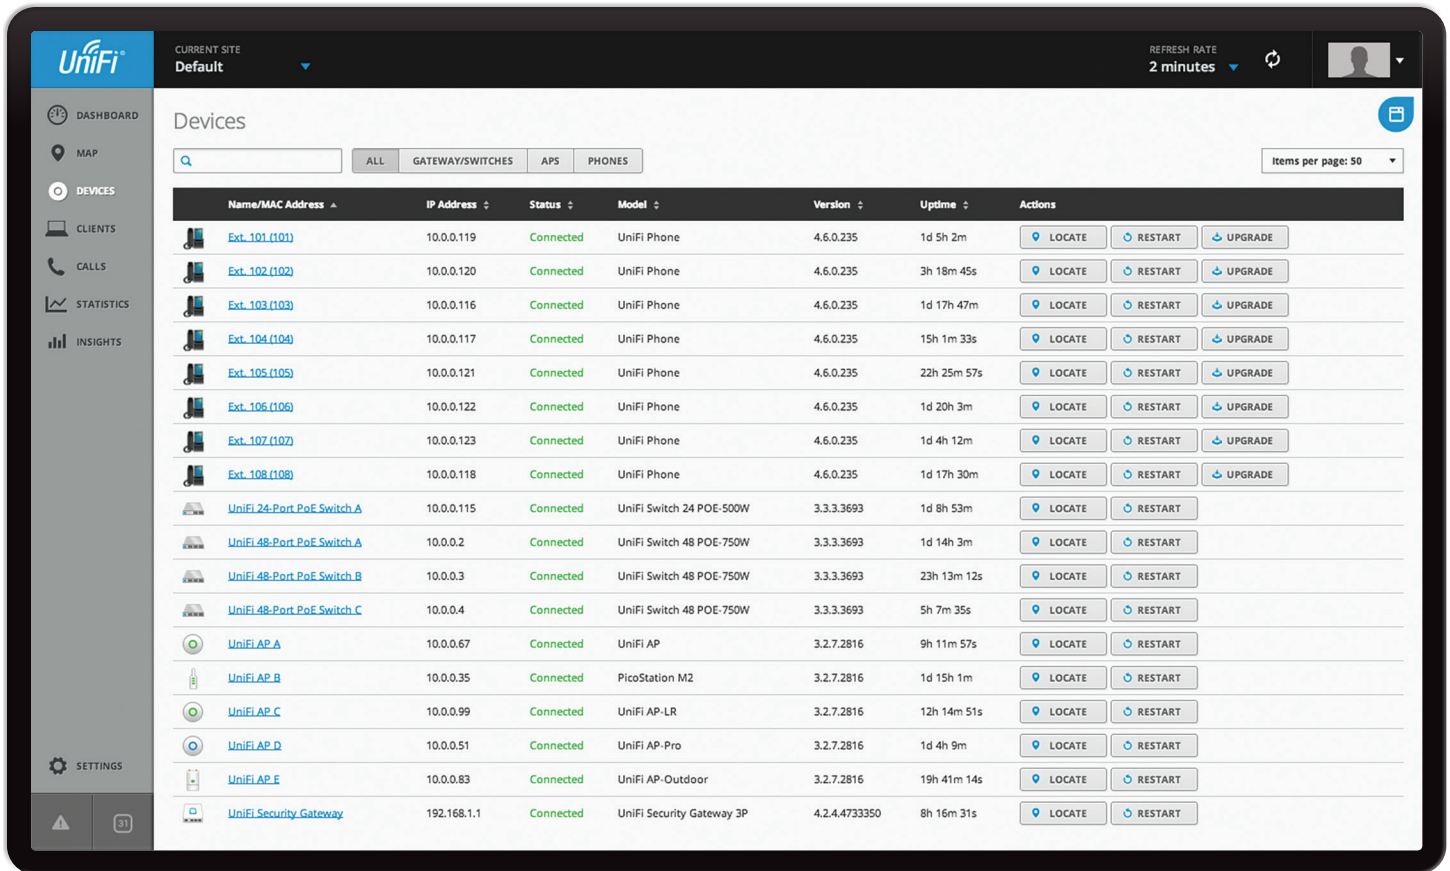 UniFi
CURRENT SITE
Default
REFRESH RATE
2 minutes
DASHBOARD
MAP
DEVICES
CLIENTS
CALLS
STATISTICS
INSIGHTS
SETTINGS
31
Devices
ALL GATEWAY/SWITCHES APS PHONES
Items per page: 50
Name/MAC Address IP Address Status Model Version Uptime Actions
Ext. 101 (101) 10.0.0.119 Connected UniFi Phone 4.6.0.235 1d 5h 2m LOCATE RESTART UPGRADE
Ext. 102 (102) 10.0.0.120 Connected UniFi Phone 4.6.0.235 3h 18m 45s LOCATE RESTART UPGRADE
Ext. 103 (103) 10.0.0.116 Connected UniFi Phone 4.6.0.235 1d 17h 47m LOCATE RESTART UPGRADE
Ext. 104 (104) 10.0.0.117 Connected UniFi Phone 4.6.0.235 15h 1m 33s LOCATE RESTART UPGRADE
Ext. 105 (105) 10.0.0.121 Connected UniFi Phone 4.6.0.235 22h 25m 57s LOCATE RESTART UPGRADE
Ext. 106 (106) 10.0.0.122 Connected UniFi Phone 4.6.0.235 1d 20h 3m LOCATE RESTART UPGRADE
Ext. 107 (107) 10.0.0.123 Connected UniFi Phone 4.6.0.235 1d 4h 12m LOCATE RESTART UPGRADE
Ext. 108 (108) 10.0.0.118 Connected UniFi Phone 4.6.0.235 1d 17h 30m LOCATE RESTART UPGRADE
UniFi 24-Port PoE Switch A 10.0.0.115 Connected UniFi Switch 24 POE-500W 3.3.3.3693 1d 8h 53m LOCATE RESTART
UniFi 48-Port PoE Switch A 10.0.0.2 Connected UniFi Switch 48 POE-750W 3.3.3.3693 1d 14h 3m LOCATE RESTART
UniFi 48-Port PoE Switch B 10.0.0.3 Connected UniFi Switch 48 POE-750W 3.3.3.3693 23h 13m 12s LOCATE RESTART
UniFi 48-Port PoE Switch C 10.0.0.4 Connected UniFi Switch 48 POE-750W 3.3.3.3693 5h 7m 35s LOCATE RESTART
UniFi AP A 10.0.0.67 Connected UniFi AP 3.2.7.2816 9h 11m 57s LOCATE RESTART
UniFi AP B 10.0.0.35 Connected PicoStation M2 3.2.7.2816 1d 15h 1m LOCATE RESTART
UniFi AP C 10.0.0.99 Connected UniFi AP-LR 3.2.7.2816 12h 14m 51s LOCATE RESTART
UniFi AP D 10.0.0.51 Connected UniFi AP-Pro 3.2.7.2816 1d 4h 9m LOCATE RESTART
UniFi AP E 10.0.0.83 Connected UniFi AP-Outdoor 3.2.7.2816 19h 41m 14s LOCATE RESTART
UniFi Security Gateway 192.168.1.1 Connected UniFi Security Gateway 3P 4.2.4.4733350 8h 16m 31s LOCATE RESTART